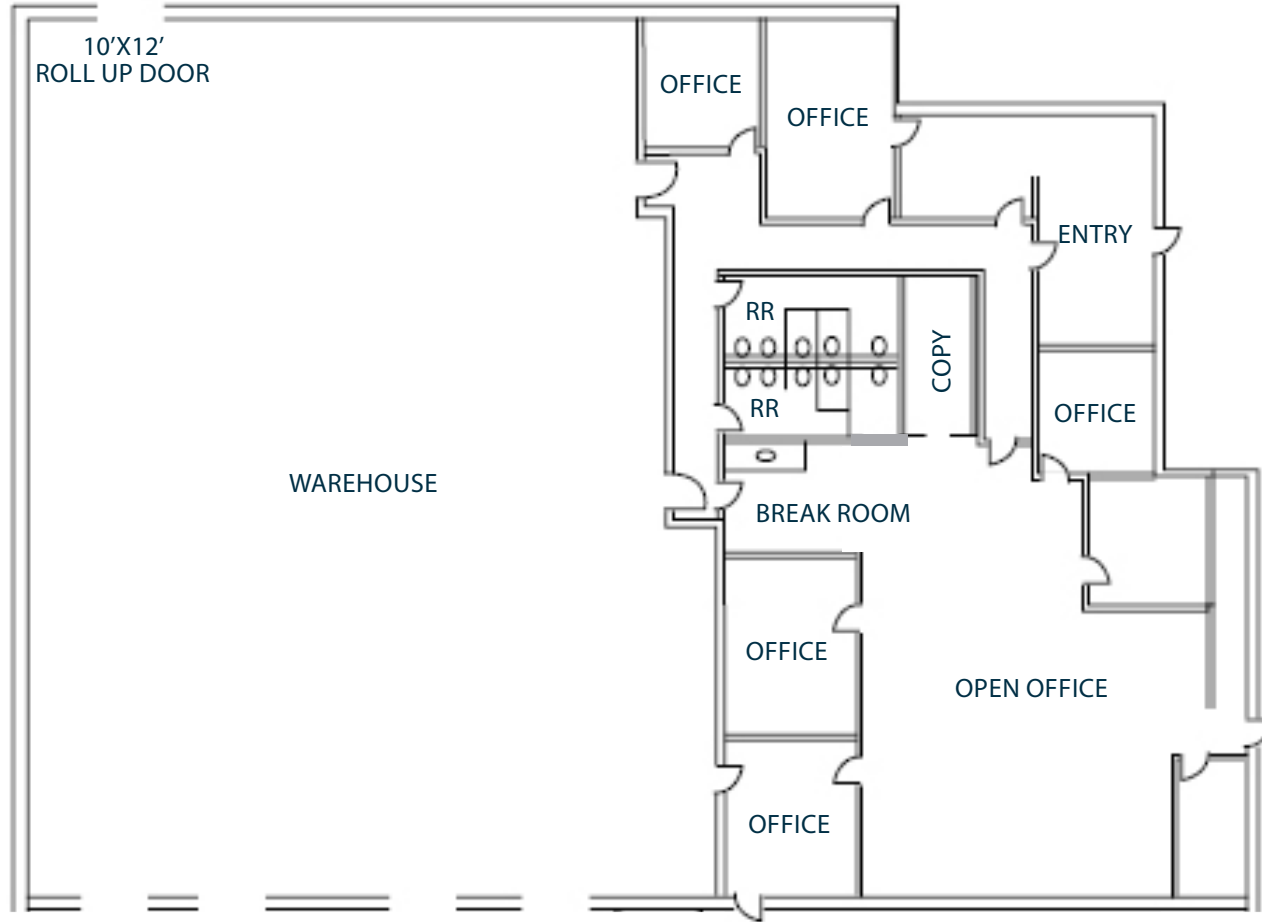 10’X12’
ROLL UP DOOR
OFFICE
OFFICE
ENTRY
RR
COPY
RR
OFFICE
WAREHOUSE
BREAK ROOM
OFFICE
OPEN OFFICE
OFFICE